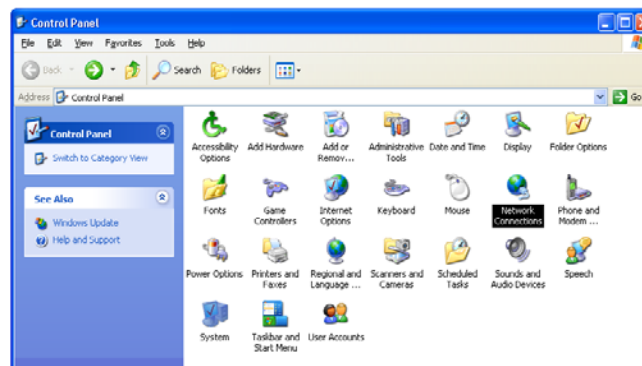 Control Panel
File Edit View Favorites Tools Help
Back Search Folders
Address Control Panel Go
Control Panel
Switch to Category View
See Also
Windows Update
Help and Support
Accessibility Options
Add Hardware
Add or Remov...
Administrative Tools
Date and Time
Display
Folder Options
Fonts
Game Controllers
Internet Options
Keyboard
Mouse
Network Connections
Phone and Modem ...
Power Options
Printers and Faxes
Regional and Language ...
Scanners and Cameras
Scheduled Tasks
Sounds and Audio Devices
Speech
System
Taskbar and Start Menu
User Accounts